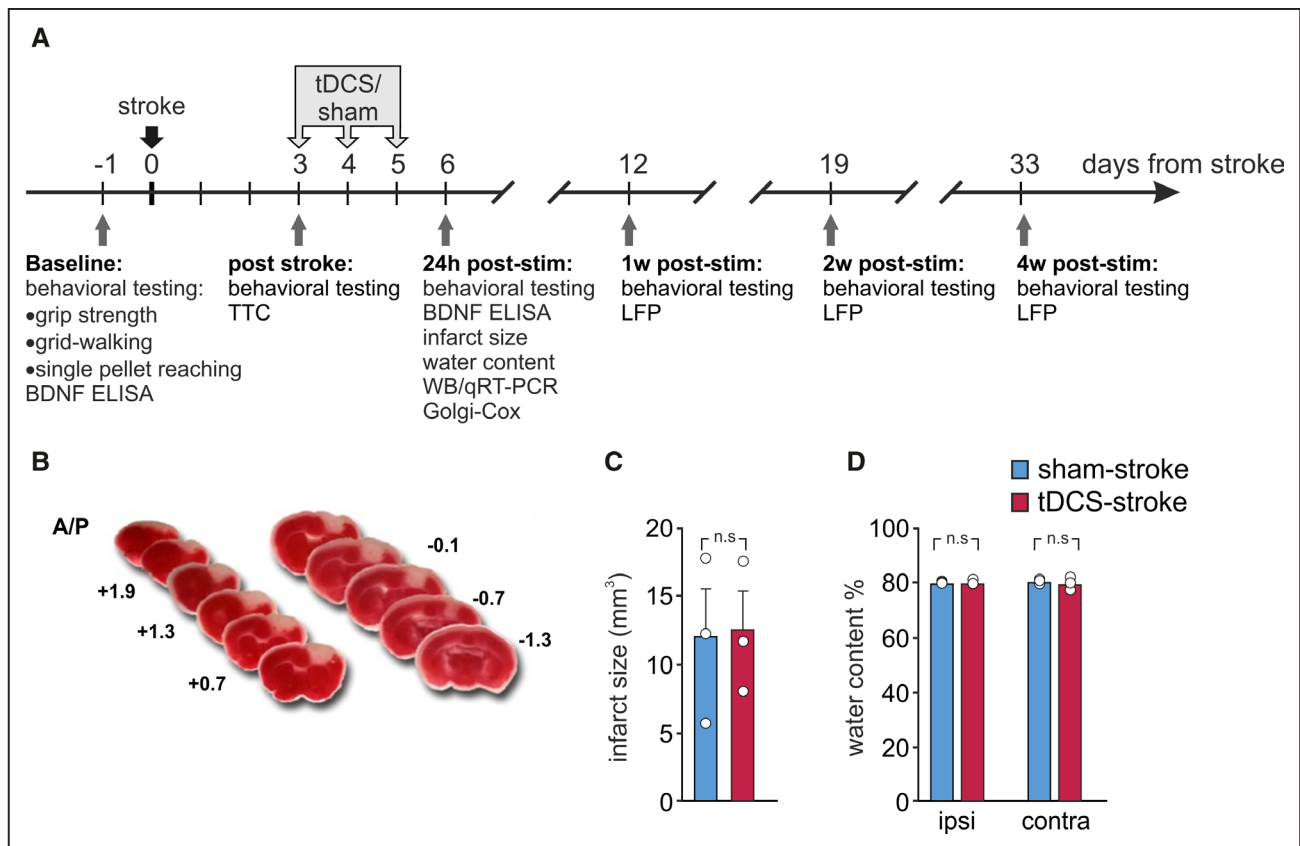 A
tDCS/
sham
stroke
-1 0 3 4 5 6 12 19 33 days from stroke
Baseline:
behavioral testing:
•grip strength
•grid-walking
•single pellet reaching
BDNF ELISA
post stroke:
behavioral testing
TTC
24h post-stim:
behavioral testing
BDNF ELISA
infarct size
water content
WB/qRT-PCR
Golgi-Cox
1w post-stim:
behavioral testing
LFP
2w post-stim:
behavioral testing
LFP
4w post-stim:
behavioral testing
LFP
B
A/P
+1.9
+1.3
+0.7
-0.1
-0.7
-1.3
C
infarct size (mm³)
20
15
10
5
0
n.s
D
sham-stroke
tDCS-stroke
water content %
100
80
60
40
20
0
n.s n.s
ipsi contra